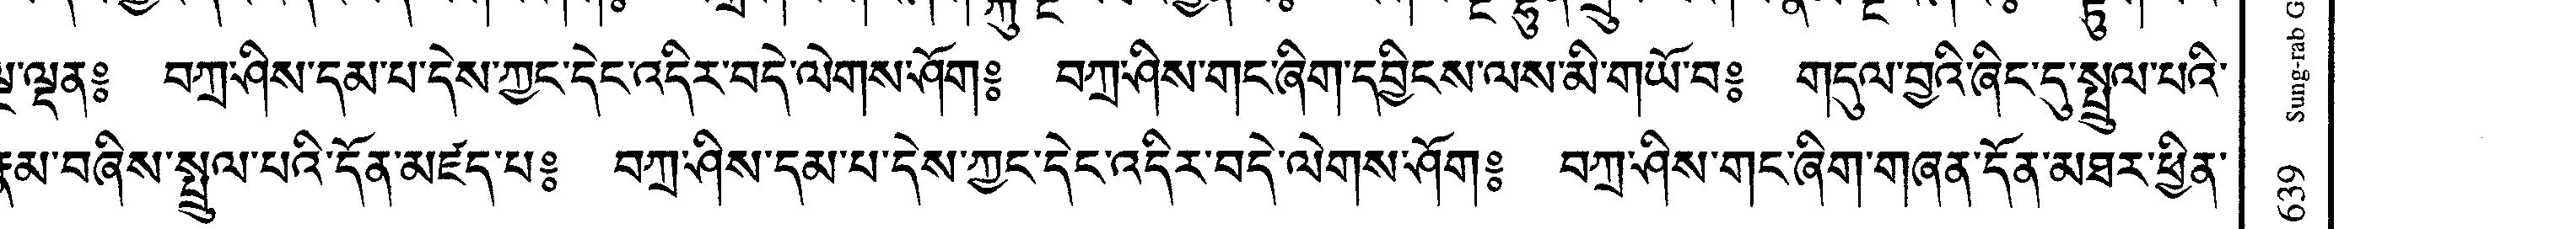 ལྡན༔ བཀྲ་ཤིས་དམ་པ་དེས་ཀྱང་དེང་འདིར་བདེ་ལེགས་ཤོག༔ བཀྲ་ཤིས་གང་ཞིག་དབྱིངས་ལས་མི་གཡོ་བ༔ གདུལ་བྱའི་ཞིང་དུ་སྤྲུལ་པའི་
རྣམ་བཞིས་སྤྲུལ་པའི་དོན་མཛད་པ༔ བཀྲ་ཤིས་དམ་པ་དེས་ཀྱང་དེང་འདིར་བདེ་ལེགས་ཤོག༔ བཀྲ་ཤིས་གང་ཞིག་གཞན་དོན་མཐར་ཕྱིན་
Sung-rab G
639